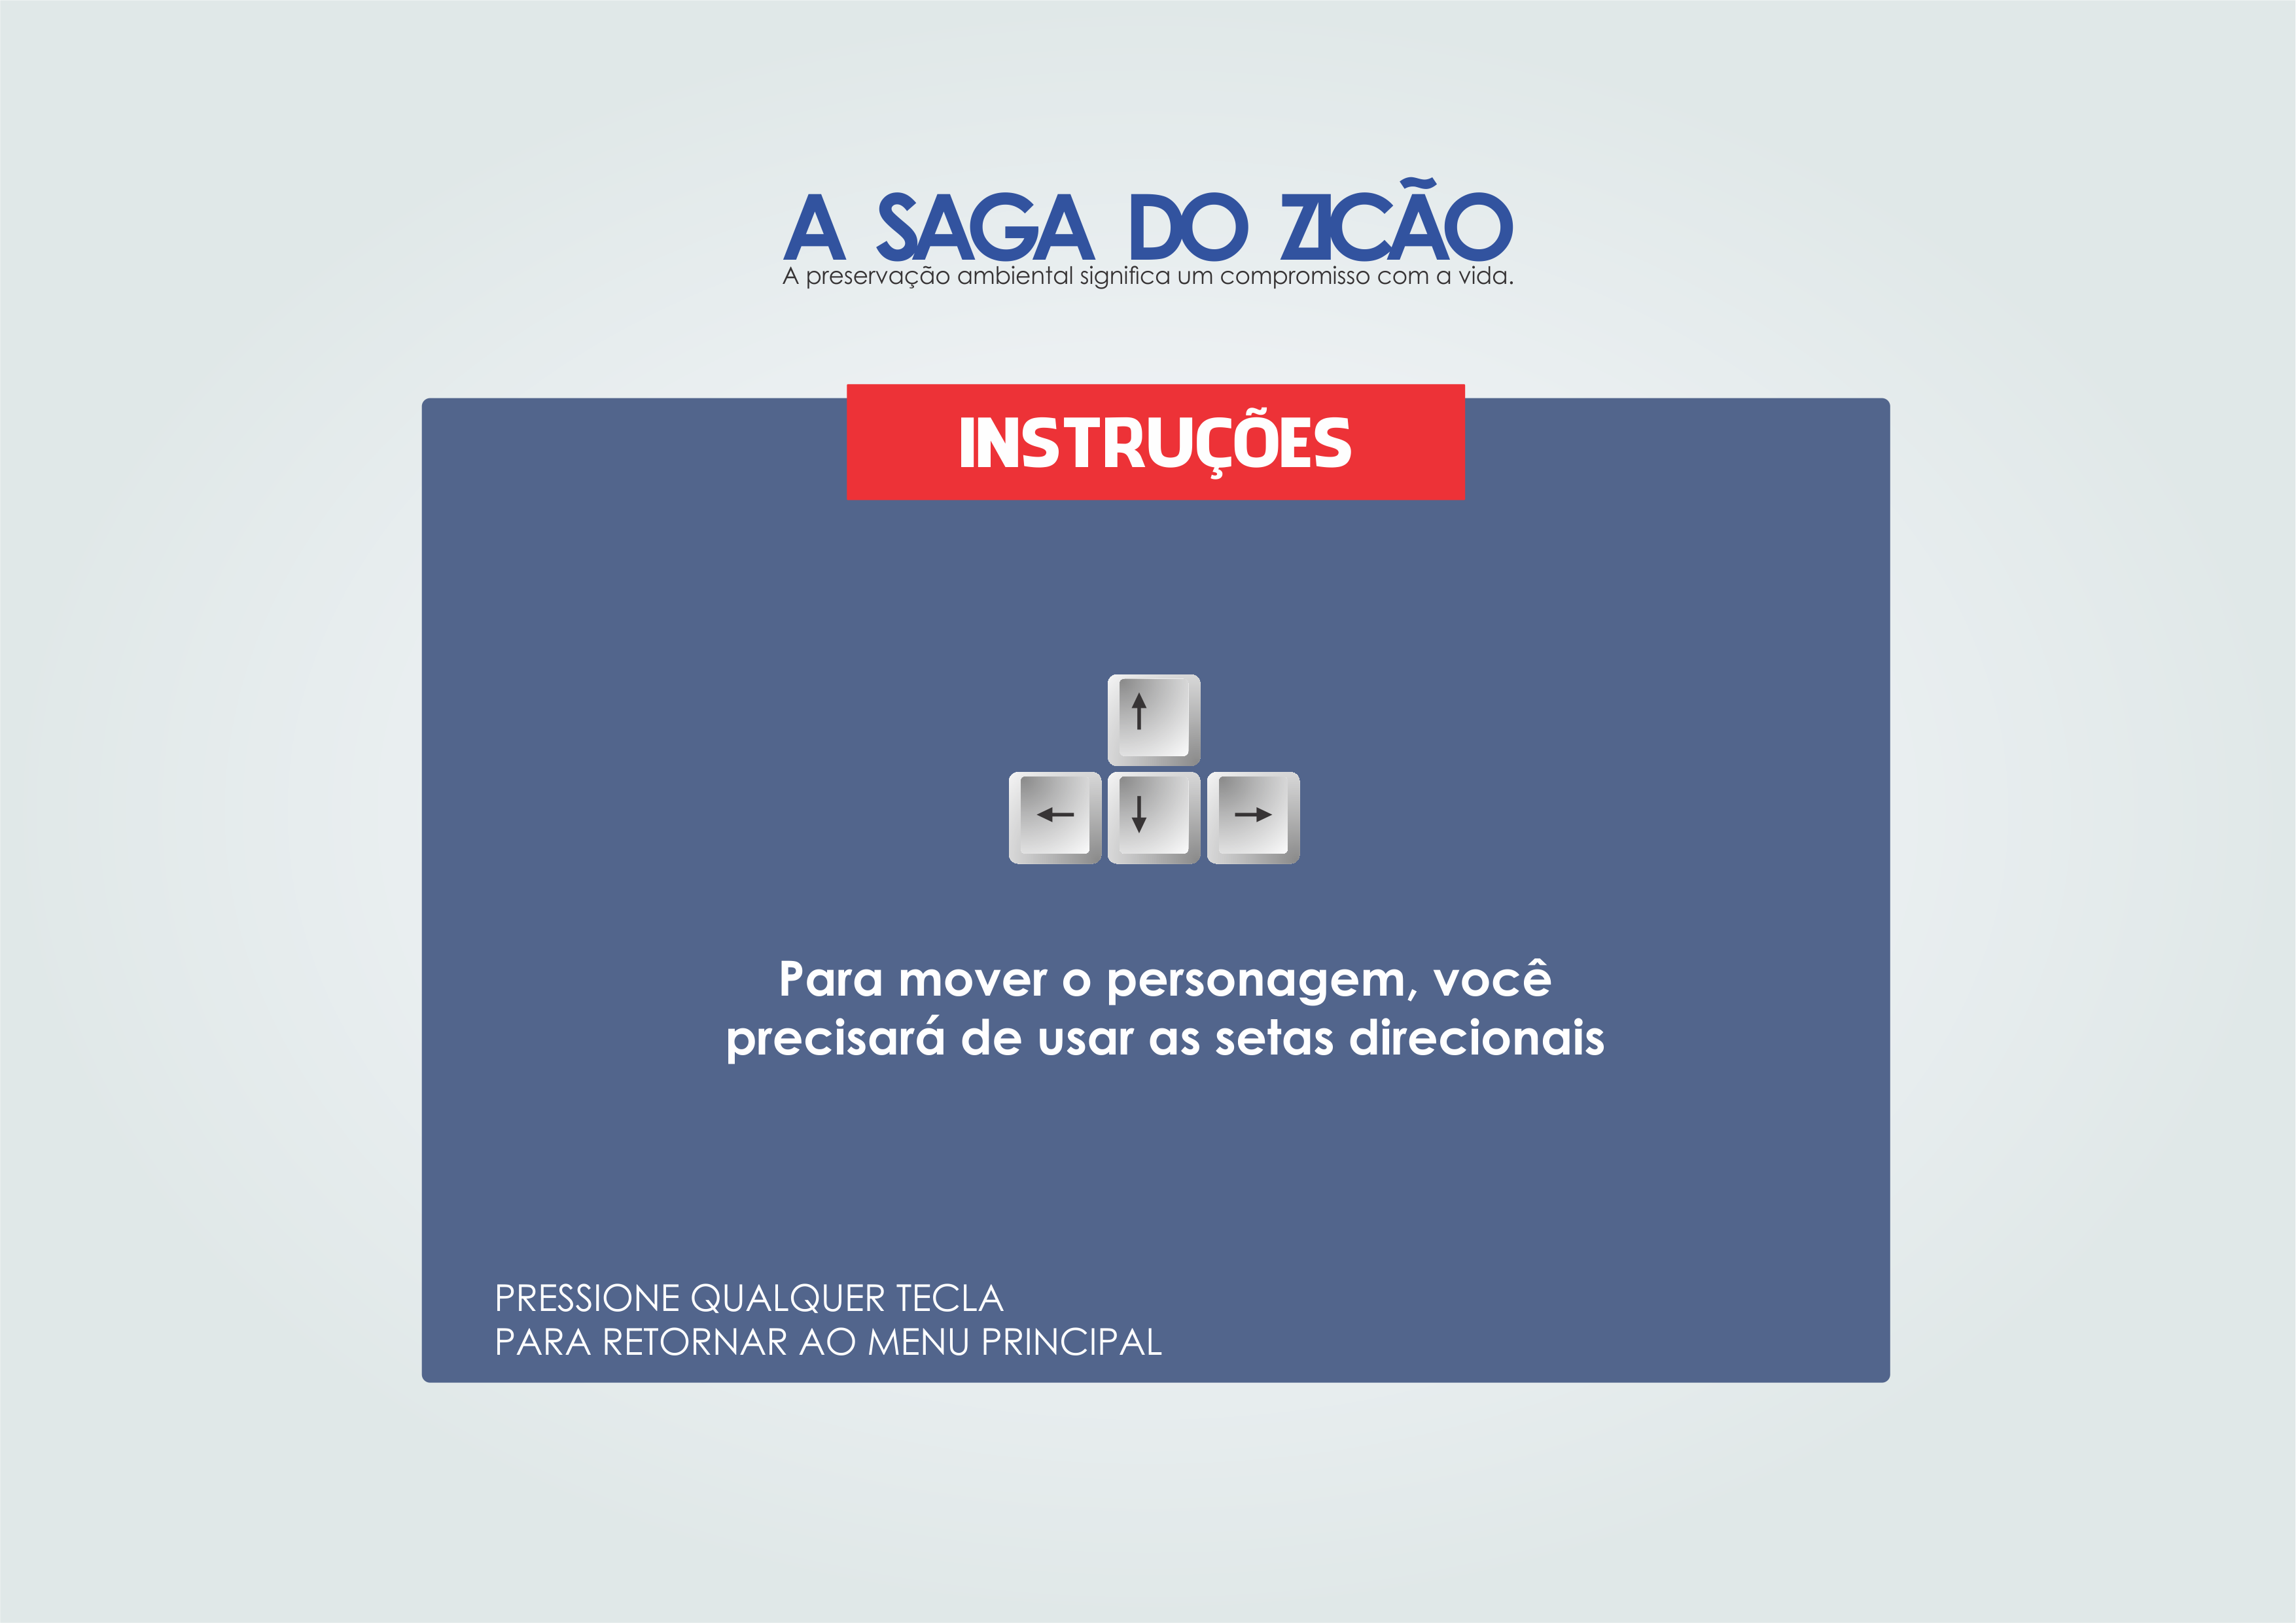 A SAGA DO ZICÃO
A preservação ambiental significa um compromisso com a vida.
INSTRUÇÕES
Para mover o personagem, você
precisará de usar as setas direcionais
PRESSIONE QUALQUER TECLA
PARA RETORNAR AO MENU PRINCIPAL